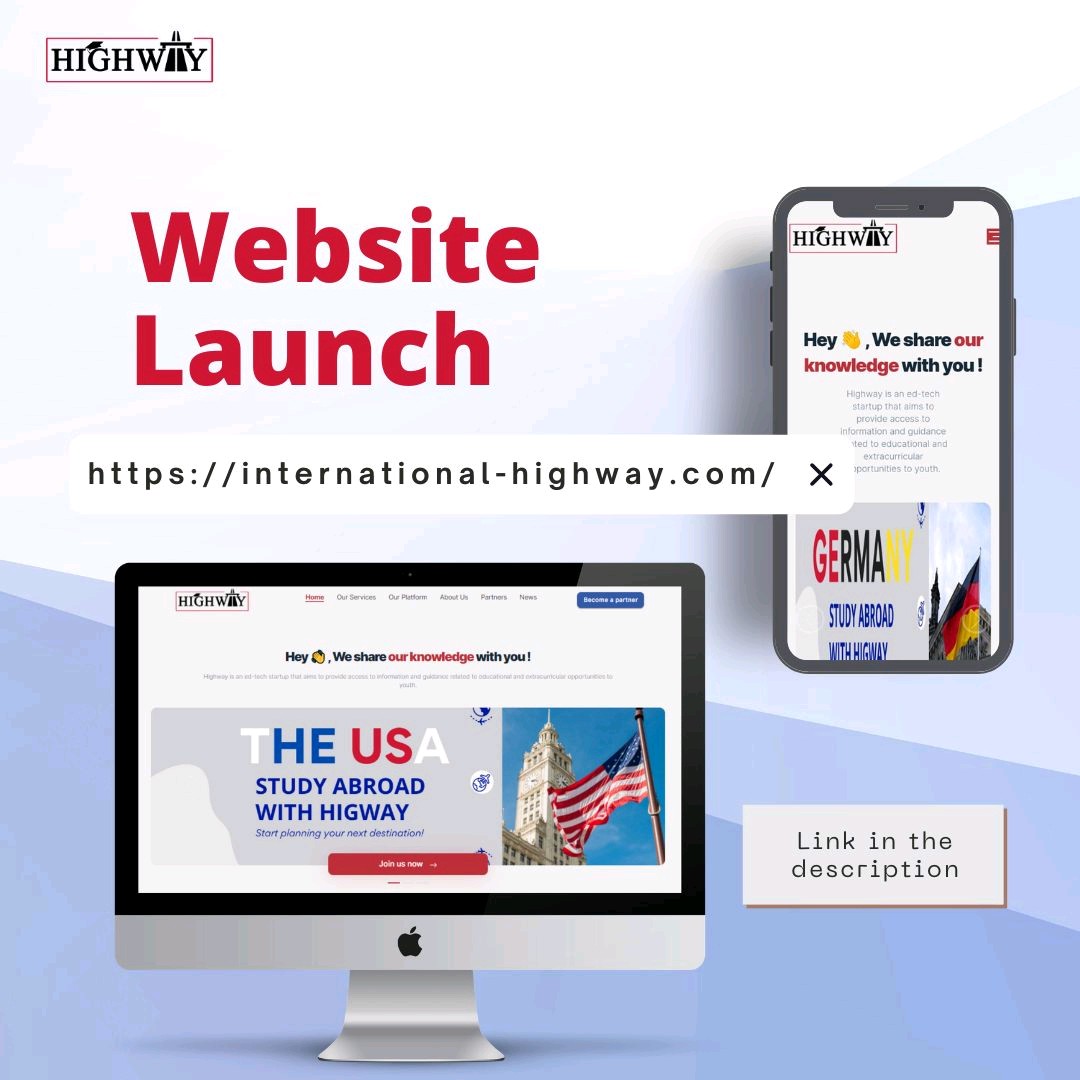 HIGHWAY
Website
Launch
https://international-highway.com/
HIGHWAY
Hey 👋 , We share our
knowledge with you !
Highway is an ed-tech
startup that aims to
provide access to
information and guidance
ted to educational and
extracurricular
opportunities to youth.
GERMANY
STUDY ABROAD
WITH HIGWAY
HIGHWAY
Home Our Services Our Platform About Us Partners News Become a partner
Hey 👋 , We share our knowledge with you !
Highway is an ed-tech startup that aims to provide access to information and guidance related to educational and extracurricular opportunities to
youth.
THE USA
STUDY ABROAD
WITH HIGWAY
Start planning your next destination!
Join us now →
Link in the
description